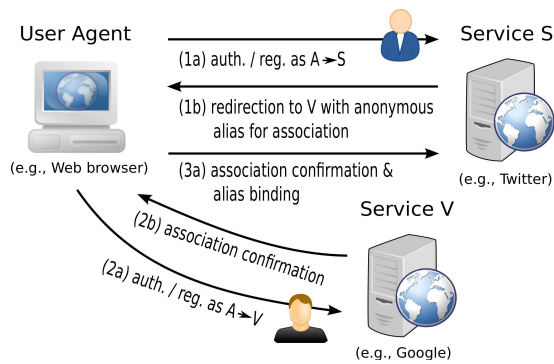 User Agent
Service S
(1a) auth. / reg. as A➛S
(1b) redirection to V with anonymous
alias for association
(e.g., Web browser)
(3a) association confirmation &
alias binding
(e.g., Twitter)
Service V
(2b) association confirmation
(2a) auth. / reg. as A➛V
(e.g., Google)